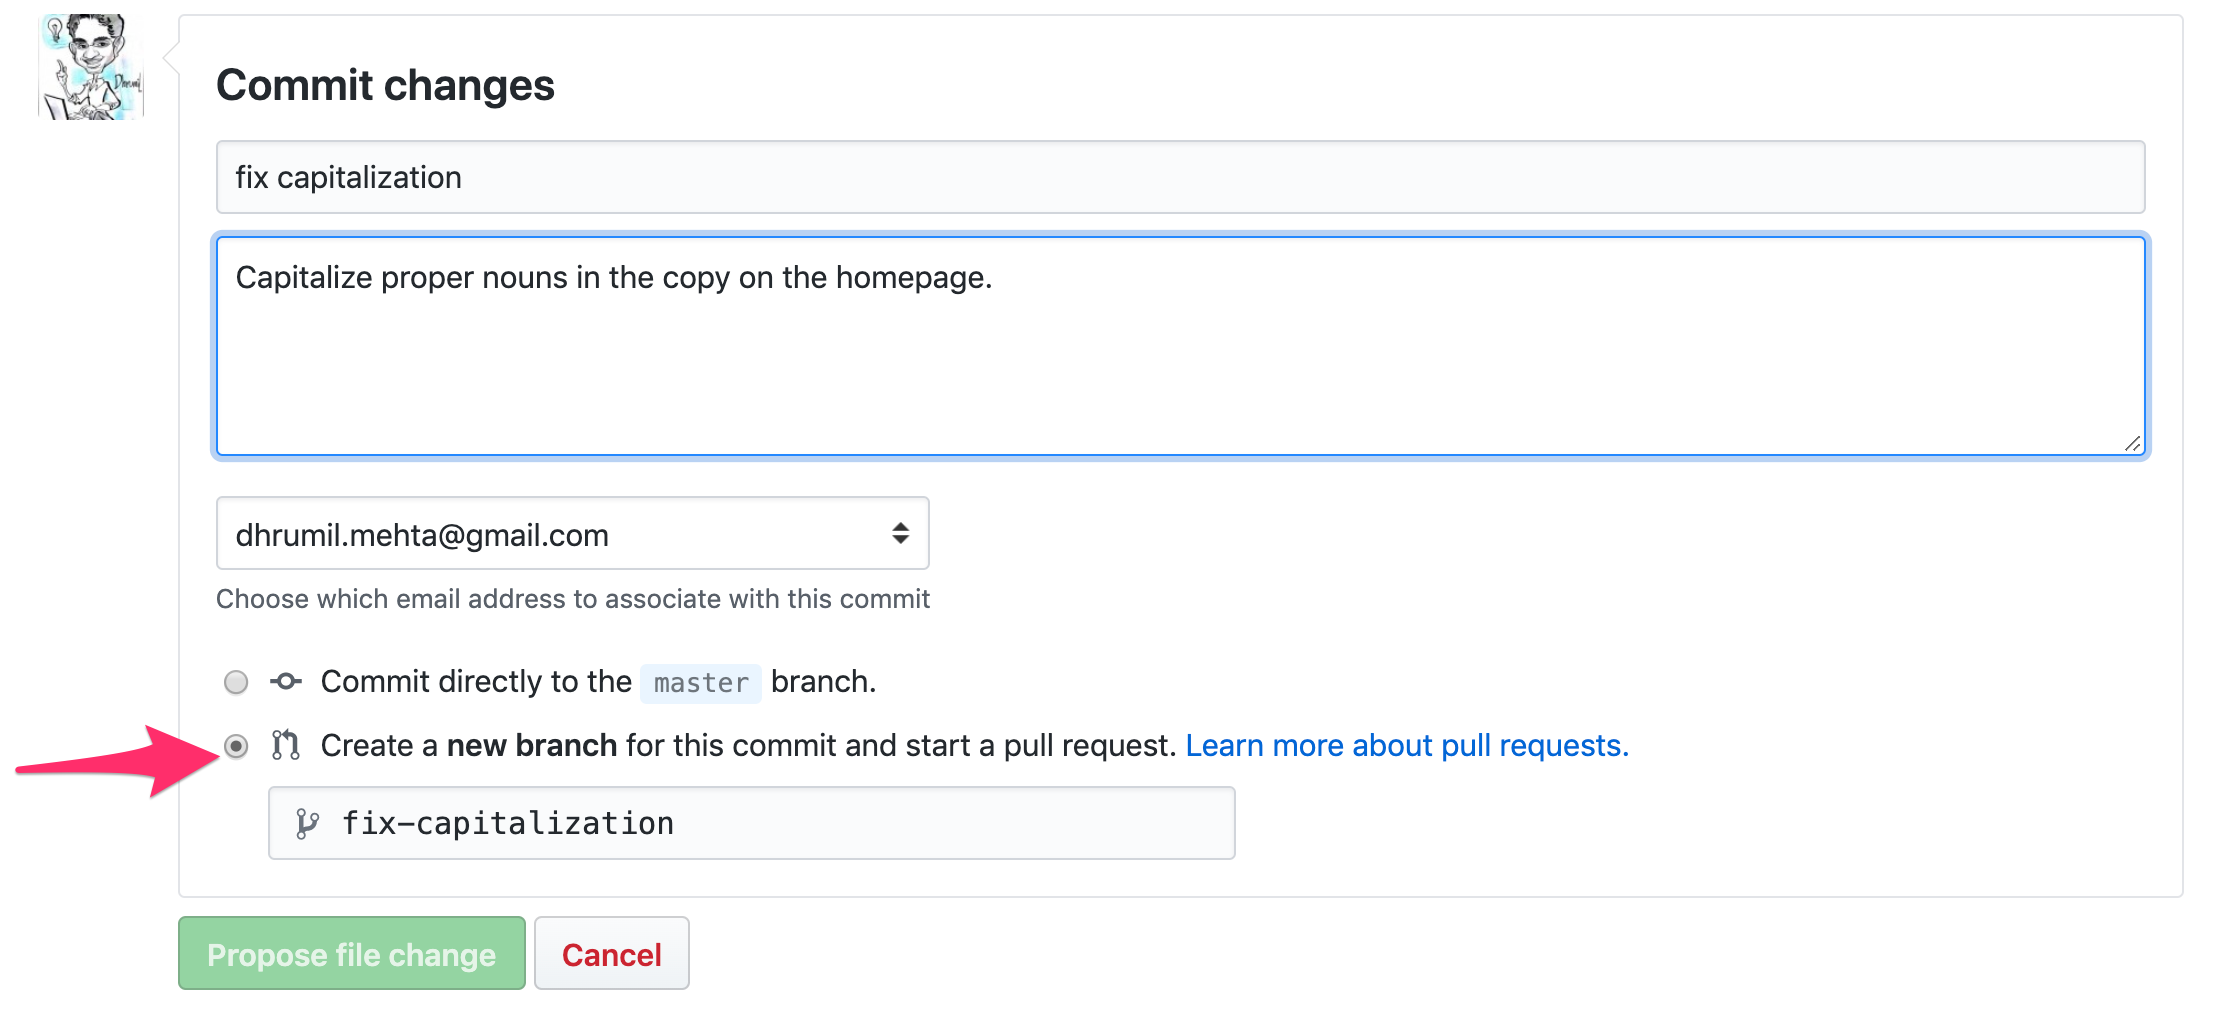 Dhrumil
Commit changes
fix capitalization
Capitalize proper nouns in the copy on the homepage.
dhrumil.mehta@gmail.com
Choose which email address to associate with this commit
Commit directly to the master branch.
Create a new branch for this commit and start a pull request. Learn more about pull requests.
fix-capitalization
Propose file change
Cancel